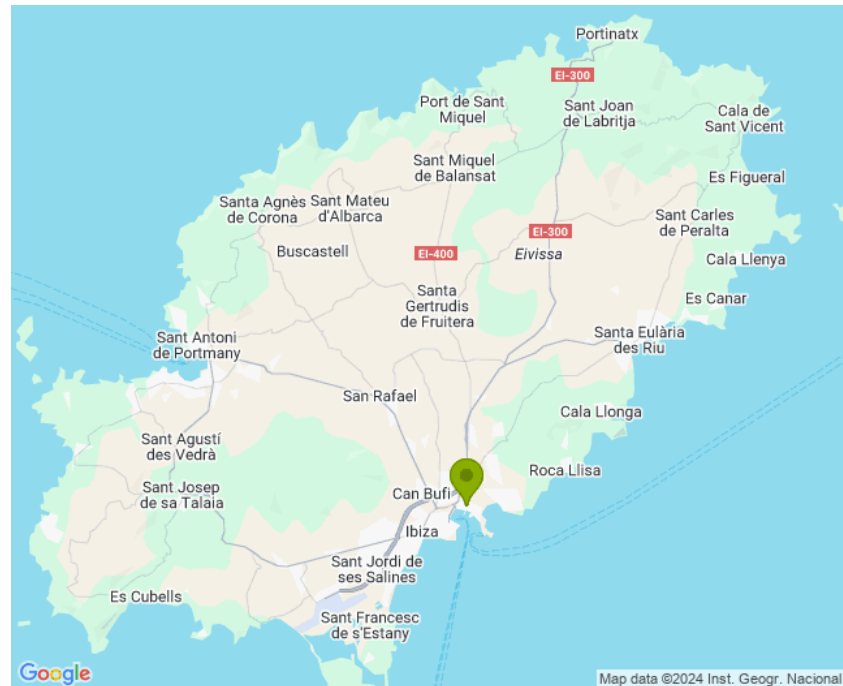 Portinatx
EI-300
Port de Sant
Miquel
Sant Joan
de Labritja
Cala de
Sant Vicent
Sant Miquel
de Balansat
Es Figueral
Santa Agnès
de Corona
Sant Mateu
d'Albarca
Sant Carles
de Peralta
EI-300
Buscastell
EI-400
Eivissa
Cala Llenya
Santa
Gertrudis
de Fruitera
Es Canar
Sant Antoni
de Portmany
Santa Eulària
des Riu
San Rafael
Cala Llonga
Sant Agustí
des Vedrà
Roca Llisa
Sant Josep
de sa Talaia
Can Bufí
Ibiza
Sant Jordi de
ses Salines
Es Cubells
Sant Francesc
de s'Estany
Google
Map data ©2024 Inst. Geogr. Nacional